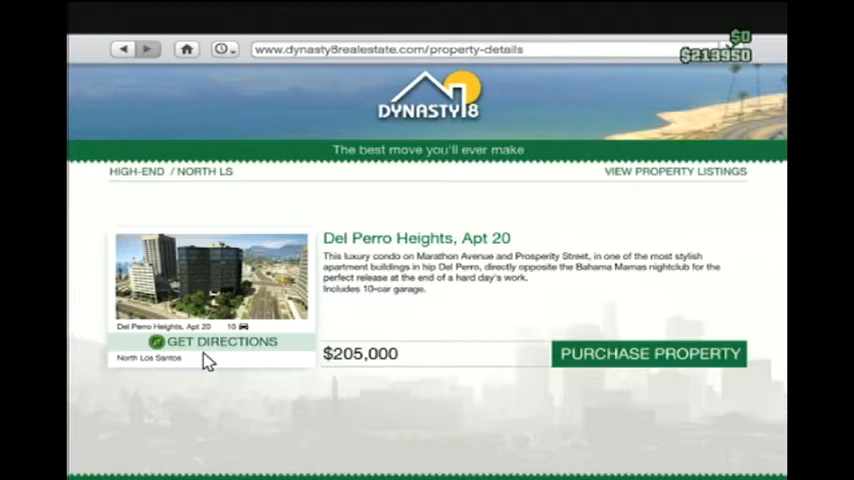 $0
www.dynasty8realestate.com/property-details
$213950
DYNASTY 8
The best move you'll ever make
HIGH-END / NORTH LS
VIEW PROPERTY LISTINGS
Del Perro Heights, Apt 20
This luxury condo on Marathon Avenue and Prosperity Street, in one of the most stylish
apartment buildings in hip Del Perro, directly opposite the Bahama Mamas nightclub for the
perfect release at the end of a hard day's work.
Includes 10-car garage.
Del Perro Heights, Apt 20 10
GET DIRECTIONS
North Los Santos
$205,000
PURCHASE PROPERTY